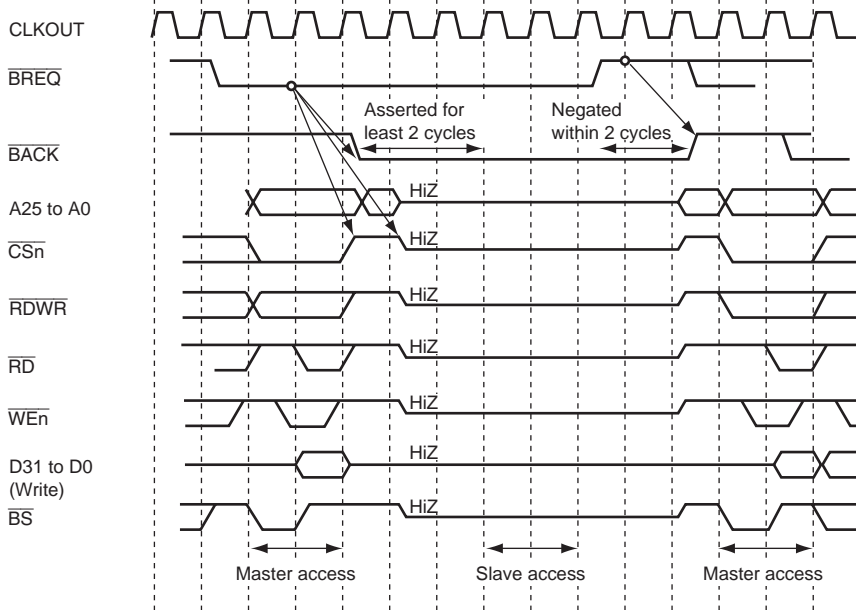 CLKOUT
BREQ
Asserted for
least 2 cycles
Negated
within 2 cycles
BACK
A25 to A0
HiZ
CSn
HiZ
RDWR
HiZ
RD
HiZ
WEn
HiZ
D31 to D0
(Write)
HiZ
BS
HiZ
Master access
Slave access
Master access